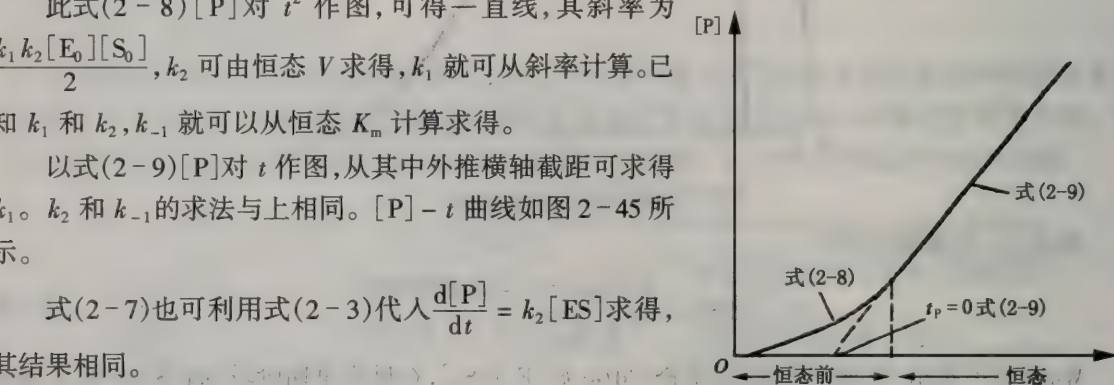 此式(2-8)[P]对 t² 作图,可得一直线,其斜率为
k₁k₂[E₀][S₀]/2,k₂ 可由恒态 V 求得,k₁ 就可从斜率计算。已
知 k₁ 和 k₂,k₋₁ 就可以从恒态 Kₘ 计算求得。
以式(2-9)[P]对 t 作图,从其中外推横轴截距可求得
k₁。k₂ 和 k₋₁的求法与上相同。[P]-t 曲线如图2-45所
示。
式(2-7)也可利用式(2-3)代入d[P]/dt = k₂[ES]求得,
其结果相同。
[P]
式(2-9)
式(2-8)
tₚ=0式(2-9)
O
恒态前
恒态